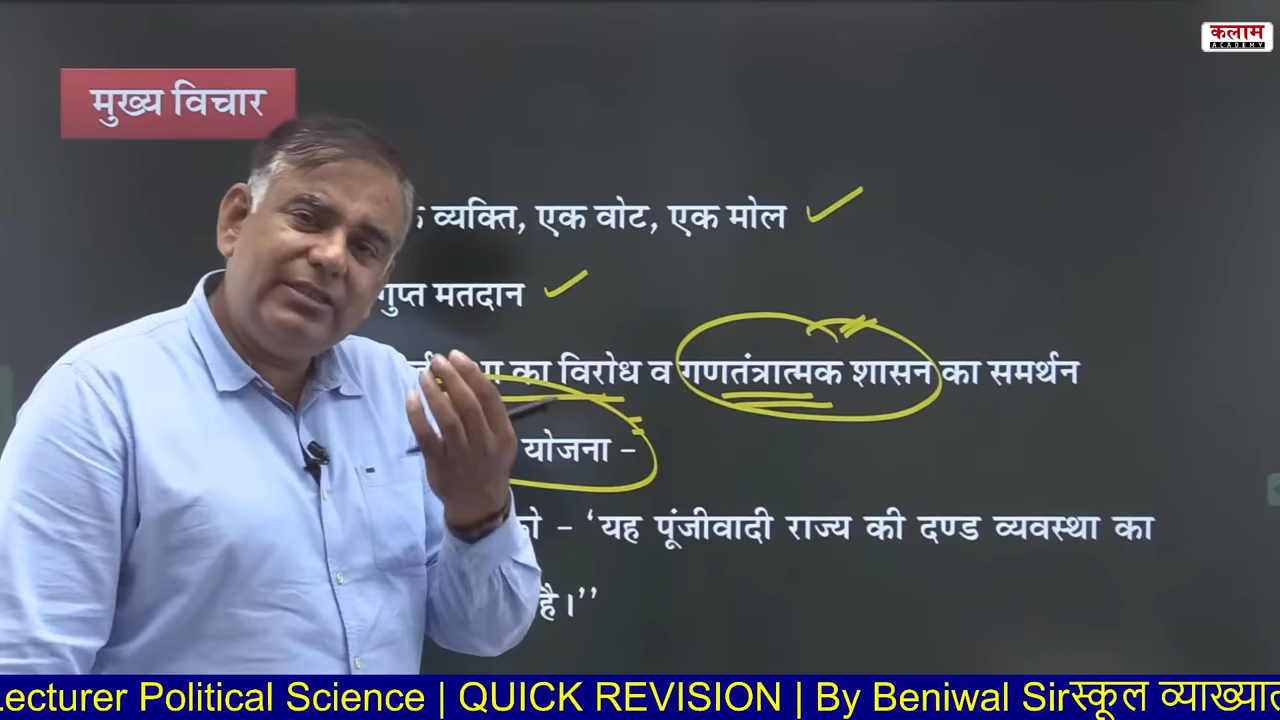 कलाम
ACADEMY
मुख्य विचार
व्यक्ति, एक वोट, एक मोल
गुप्त मतदान
का विरोध व गणतंत्रात्मक शासन का समर्थन
योजना -
- ‘यह पूंजीवादी राज्य की दण्ड व्यवस्था का
है।’’
Lecturer Political Science | QUICK REVISION | By Beniwal Sirस्कूल